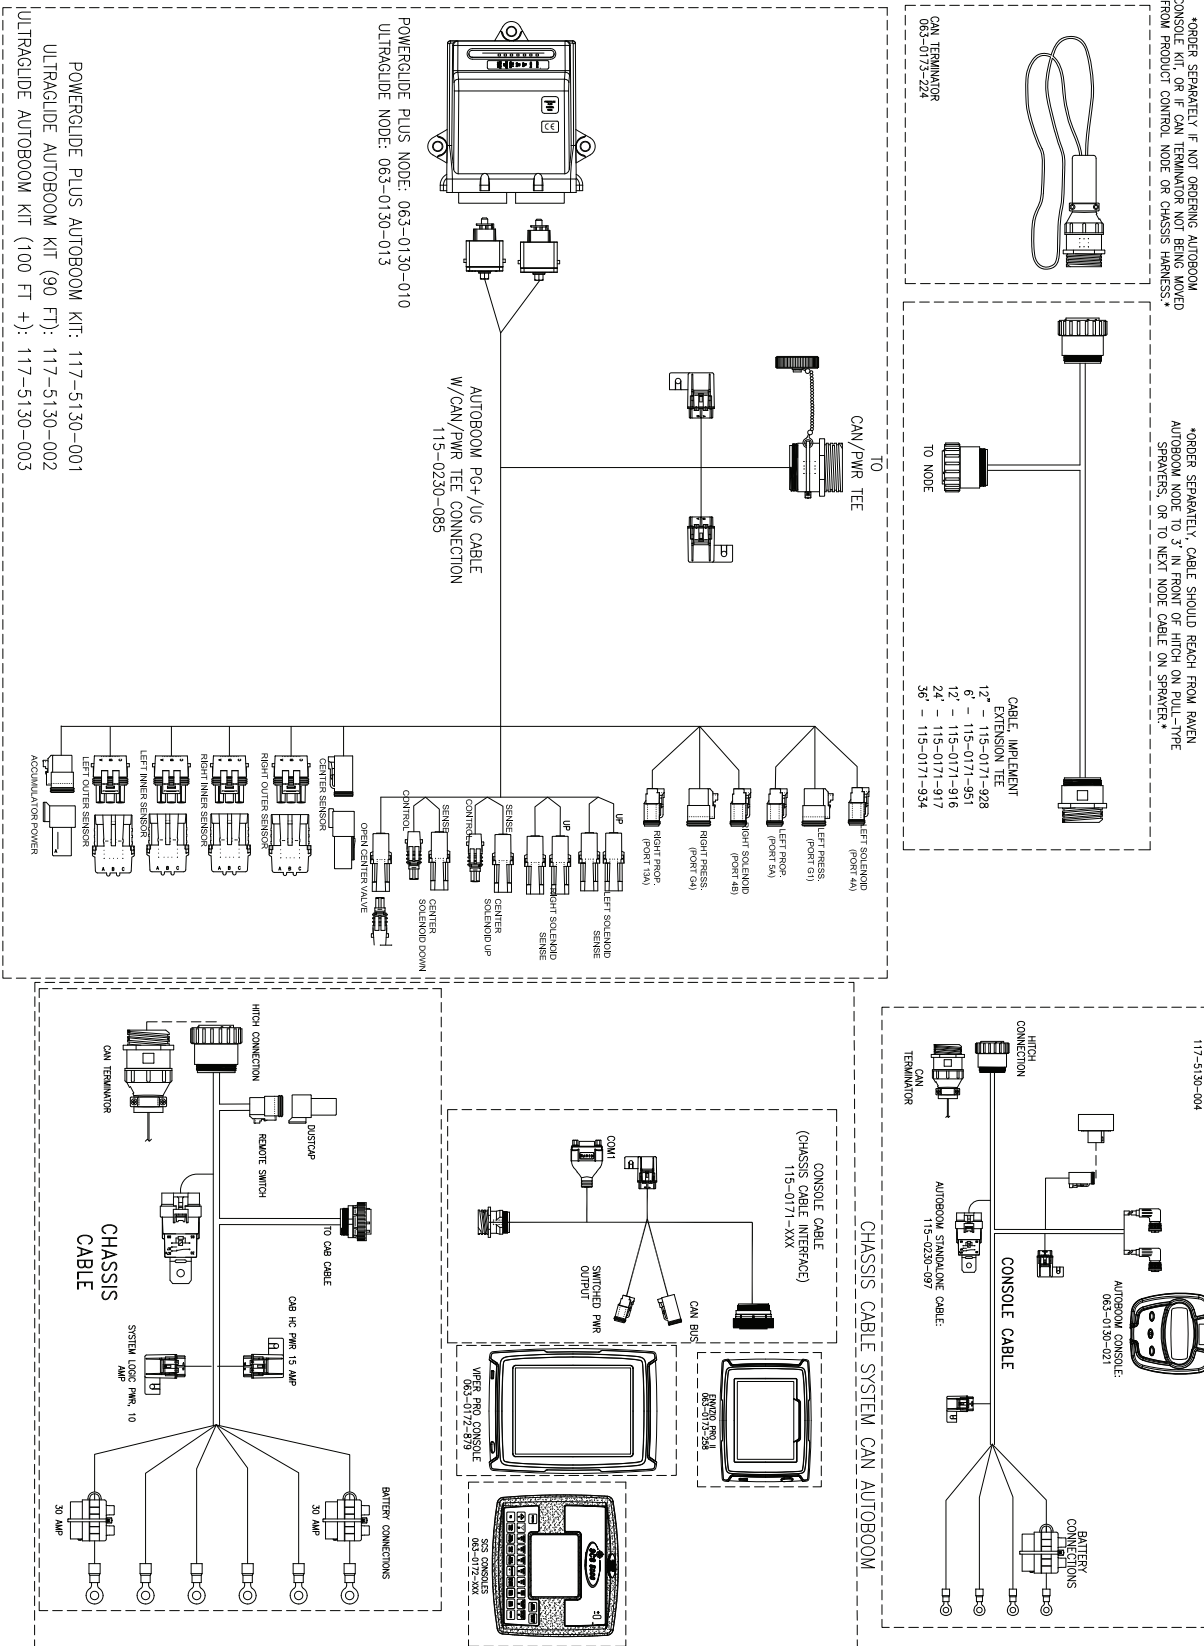 *ORDER SEPARATELY IF NOT ORDERING AUTOBOOM
CONSOLE KIT, OR IF CAN TERMINATOR NOT BEING MOVED
FROM PRODUCT CONTROL NODE OR CHASSIS HARNESS.*
CAN TERMINATOR
063-0173-224
*ORDER SEPARATELY, CABLE SHOULD REACH FROM RAVEN
AUTOBOOM NODE TO 3' IN FRONT OF HITCH ON PULL-TYPE
SPRAYERS, OR TO NEXT NODE CABLE ON SPRAYER.*
TO NODE
CABLE, IMPLEMENT
EXTENSION TEE
12" - 115-0171-928
6' - 115-0171-951
12' - 115-0171-916
24' - 115-0171-917
36' - 115-0171-934
117-5130-004
HITCH
CONNECTION
CAN
TERMINATOR
AUTOBOOM STANDALONE CABLE:
115-0230-097
CONSOLE CABLE
AUTOBOOM CONSOLE:
063-0130-021
BATTERY
CONNECTIONS
POWERGLIDE PLUS NODE: 063-0130-010
ULTRAGLIDE NODE: 063-0130-013
CE
TO
CAN/PWR TEE
AUTOBOOM PG+/UG CABLE
W/CAN/PWR TEE CONNECTION
115-0230-085
LEFT SOLENOID
(PORT 4A)
LEFT PRESS.
(PORT G1)
LEFT PROP.
(PORT 5A)
RIGHT SOLENOID
(PORT 4B)
RIGHT PRESS.
(PORT G4)
RIGHT PROP.
(PORT 13A)
UP
LEFT SOLENOID
SENSE
UP
RIGHT SOLENOID
SENSE
SENSE
CONTROL
CENTER
SOLENOID UP
SENSE
CONTROL
CENTER
SOLENOID DOWN
OPEN CENTER VALVE
CENTER SENSOR
RIGHT OUTER SENSOR
RIGHT INNER SENSOR
LEFT INNER SENSOR
LEFT OUTER SENSOR
ACCUMULATOR POWER
A B C
A B C
A B C
A B C
POWERGLIDE PLUS AUTOBOOM KIT: 117-5130-001
ULTRAGLIDE AUTOBOOM KIT (90 FT): 117-5130-002
ULTRAGLIDE AUTOBOOM KIT (100 FT +): 117-5130-003
CHASSIS CABLE SYSTEM CAN AUTOBOOM
CONSOLE CABLE
(CHASSIS CABLE INTERFACE)
115-0171-XXX
COM1
SWITCHED PWR
OUTPUT
CAN BUS
ENVIZIO PRO II
063-0173-258
VIPER PRO CONSOLE
063-0172-879
SCS CONSOLES
063-0172-XXX
HITCH CONNECTION
CAN TERMINATOR
DUSTCAP
REMOTE SWITCH
TO CAB CABLE
CHASSIS
CABLE
CAB HC PWR 15 AMP
SYSTEM LOGIC PWR, 10
AMP
BATTERY CONNECTIONS
30 AMP
30 AMP